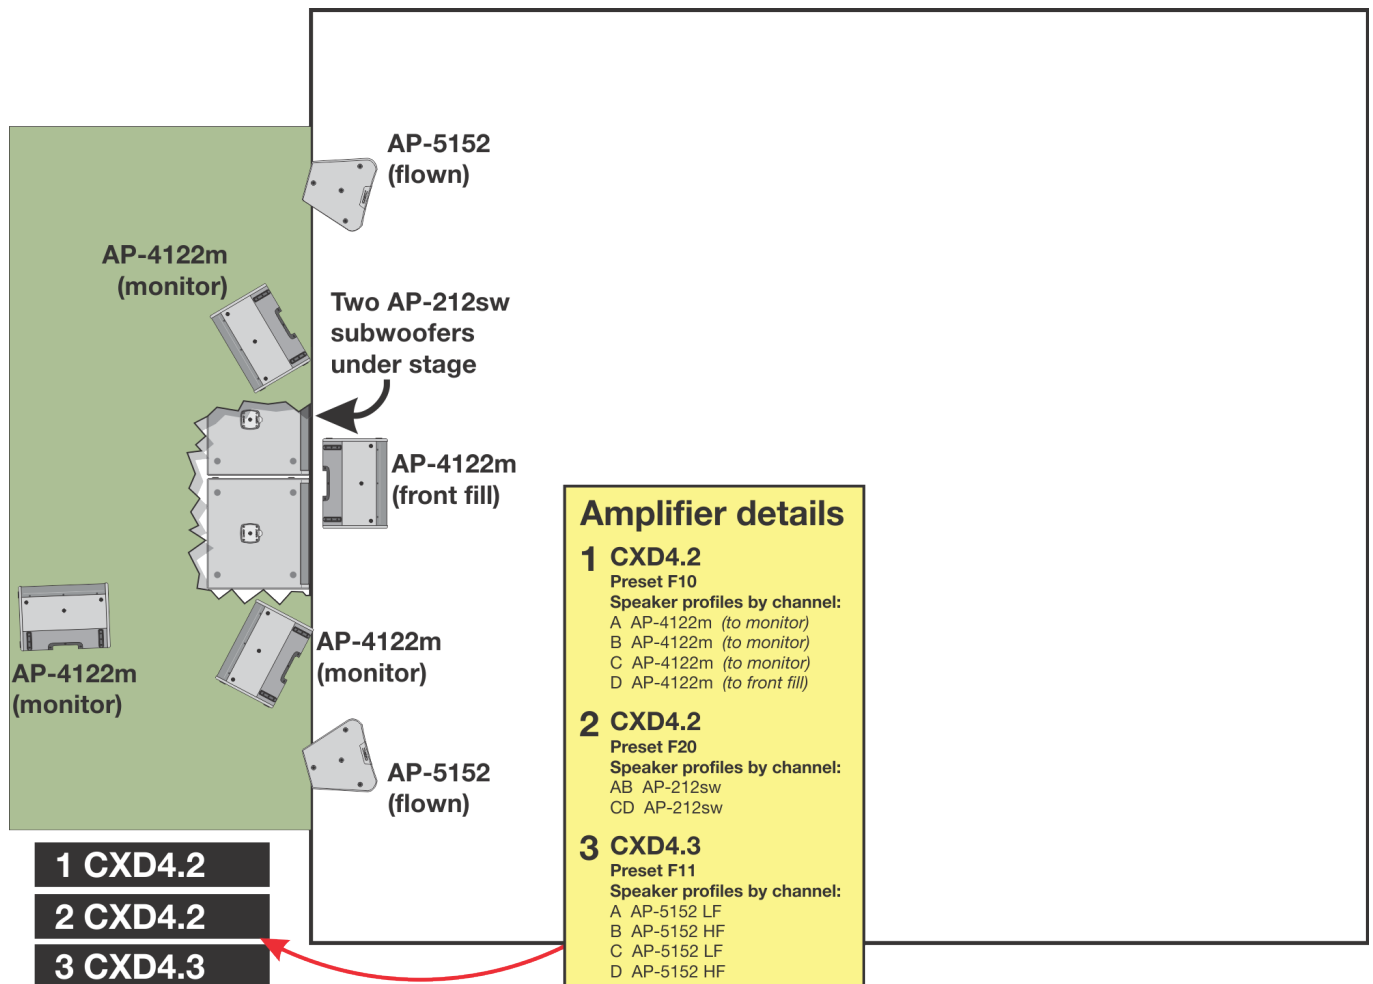 AP-5152
(flown)
AP-4122m
(monitor)
Two AP-212sw
subwoofers
under stage
AP-4122m
(front fill)
AP-4122m
(monitor)
AP-4122m
(monitor)
AP-5152
(flown)
1 CXD4.2
2 CXD4.2
3 CXD4.3
Amplifier details
1 CXD4.2
Preset F10
Speaker profiles by channel:
A AP-4122m (to monitor)
B AP-4122m (to monitor)
C AP-4122m (to monitor)
D AP-4122m (to front fill)
2 CXD4.2
Preset F20
Speaker profiles by channel:
AB AP-212sw
CD AP-212sw
3 CXD4.3
Preset F11
Speaker profiles by channel:
A AP-5152 LF
B AP-5152 HF
C AP-5152 LF
D AP-5152 HF